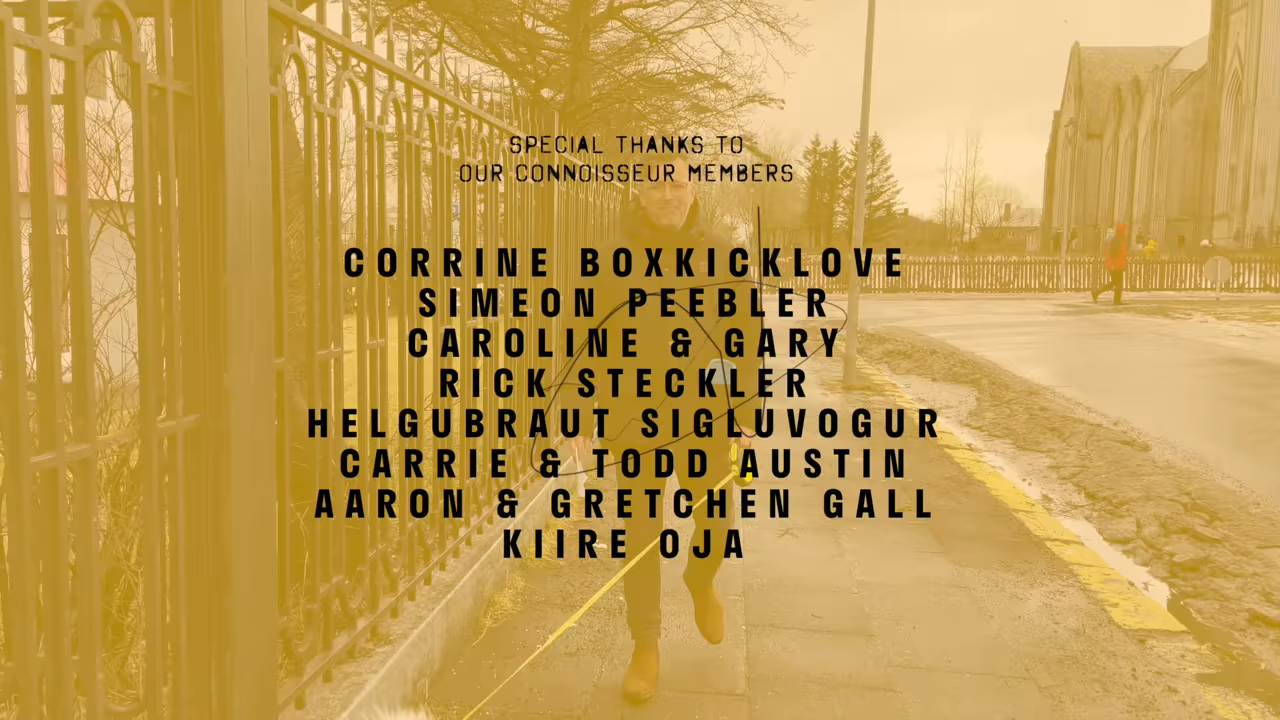 SPECIAL THANKS TO
OUR CONNOISSEUR MEMBERS
CORRINE BOXKICKLOVE
SIMEON PEEBLER
CAROLINE & GARY
RICK STECKLER
HELGUBRAUT SIGLUVOGUR
CARRIE & TODD AUSTIN
AARON & GRETCHEN GALL
KIIRE OJA